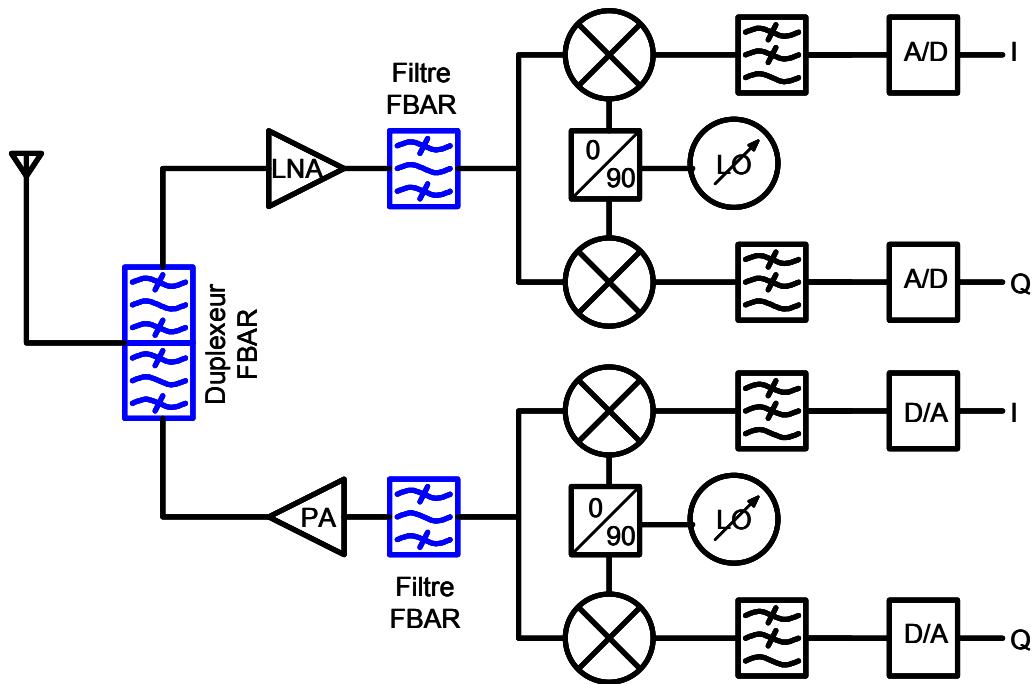 Filtre
FBAR
A/D
I
LNA
0
90
LO
A/D
Q
Duplexeur
FBAR
D/A
I
PA
0
90
LO
Filtre
FBAR
D/A
Q